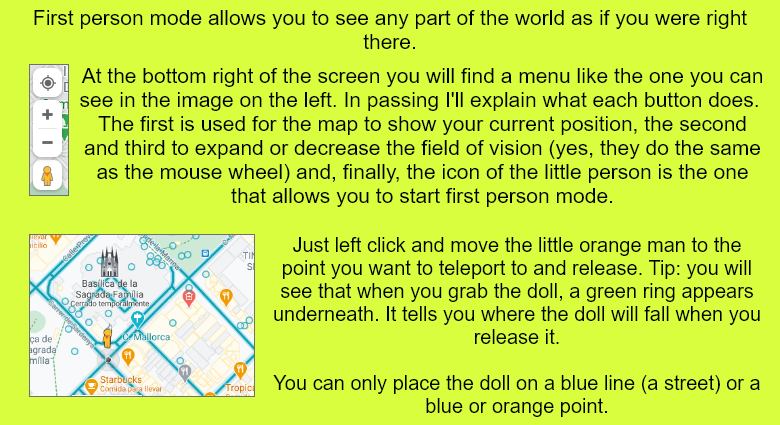 First person mode allows you to see any part of the world as if you were right
there.
At the bottom right of the screen you will find a menu like the one you can
see in the image on the left. In passing I'll explain what each button does.
The first is used for the map to show your current position, the second
and third to expand or decrease the field of vision (yes, they do the same
as the mouse wheel) and, finally, the icon of the little person is the one
that allows you to start first person mode.
Basílica de la
Sagrada Família
Cerrado temporalmente
C. Mallorca
Starbucks
Comida para llevar
Tropica
Just left click and move the little orange man to the
point you want to teleport to and release. Tip: you will
see that when you grab the doll, a green ring appears
underneath. It tells you where the doll will fall when you
release it.
You can only place the doll on a blue line (a street) or a
blue or orange point.